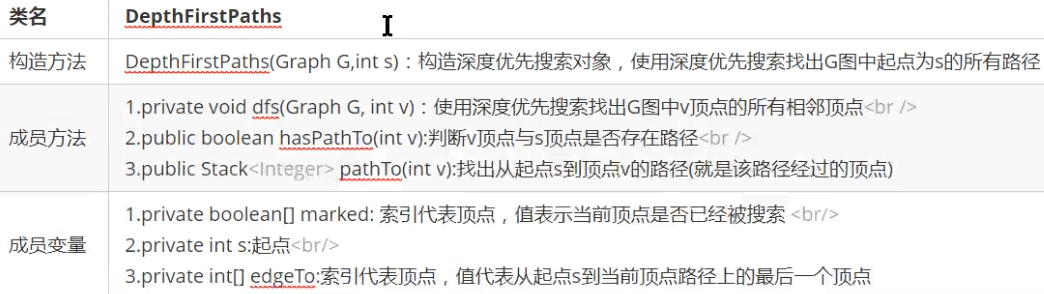 类名 DepthFirstPaths
构造方法 DepthFirstPaths(Graph G,int s)：构造深度优先搜索对象，使用深度优先搜索找出G图中起点为s的所有路径
1.private void dfs(Graph G, int v)：使用深度优先搜索找出G图中v顶点的所有相邻顶点<br />
成员方法 2.public boolean hasPathTo(int v):判断v顶点与s顶点是否存在路径<br />
3.public Stack<Integer> pathTo(int v):找出从起点s到顶点v的路径(就是该路径经过的顶点)
1.private boolean[] marked: 索引代表顶点，值表示当前顶点是否已经被搜索 <br/>
成员变量 2.private int s:起点<br/>
3.private int[] edgeTo:索引代表顶点，值代表从起点s到当前顶点路径上的最后一个顶点